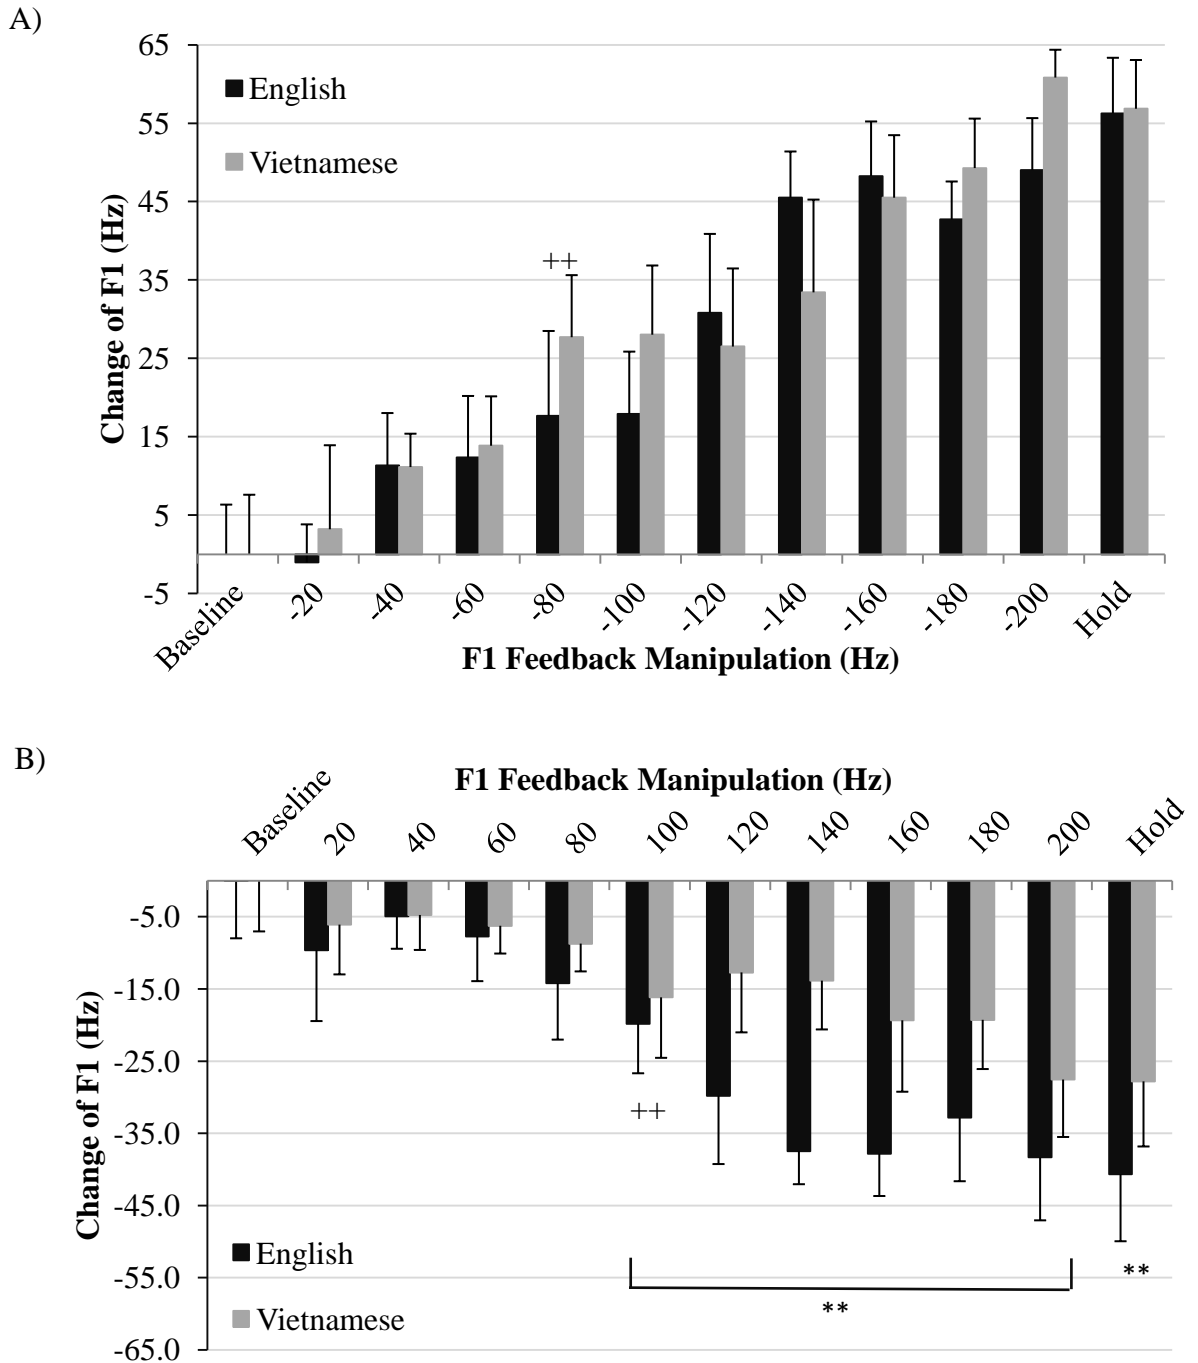 A)
65
55
45
35
25
15
5
-5
English
Vietnamese
++
Change of F1 (Hz)
Baseline -20 -40 -60 -80 -100 -120 -140 -160 -180 -200 Hold
F1 Feedback Manipulation (Hz)
B)
F1 Feedback Manipulation (Hz)
Baseline 20 40 60 80 100 120 140 160 180 200 Hold
-5.0
-15.0
-25.0
-35.0
-45.0
-55.0
-65.0
Change of F1 (Hz)
++
English
Vietnamese
**
**